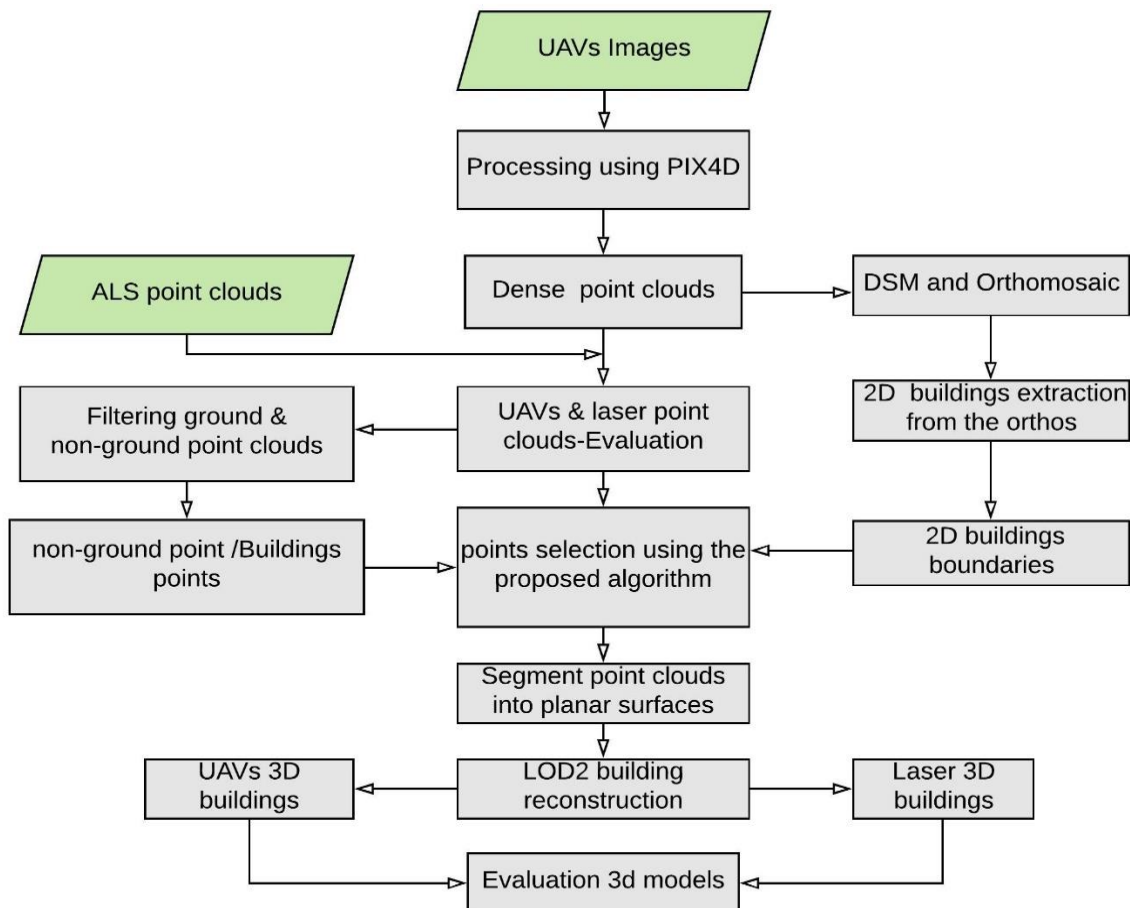 UAVs Images
Processing using PIX4D
ALS point clouds
Dense point clouds
DSM and Orthomosaic
Filtering ground &
non-ground point clouds
UAVs & laser point
clouds-Evaluation
2D buildings extraction
from the orthos
non-ground point /Buildings
points
points selection using the
proposed algorithm
2D buildings
boundaries
Segment point clouds
into planar surfaces
UAVs 3D
buildings
LOD2 building
reconstruction
Laser 3D
buildings
Evaluation 3d models